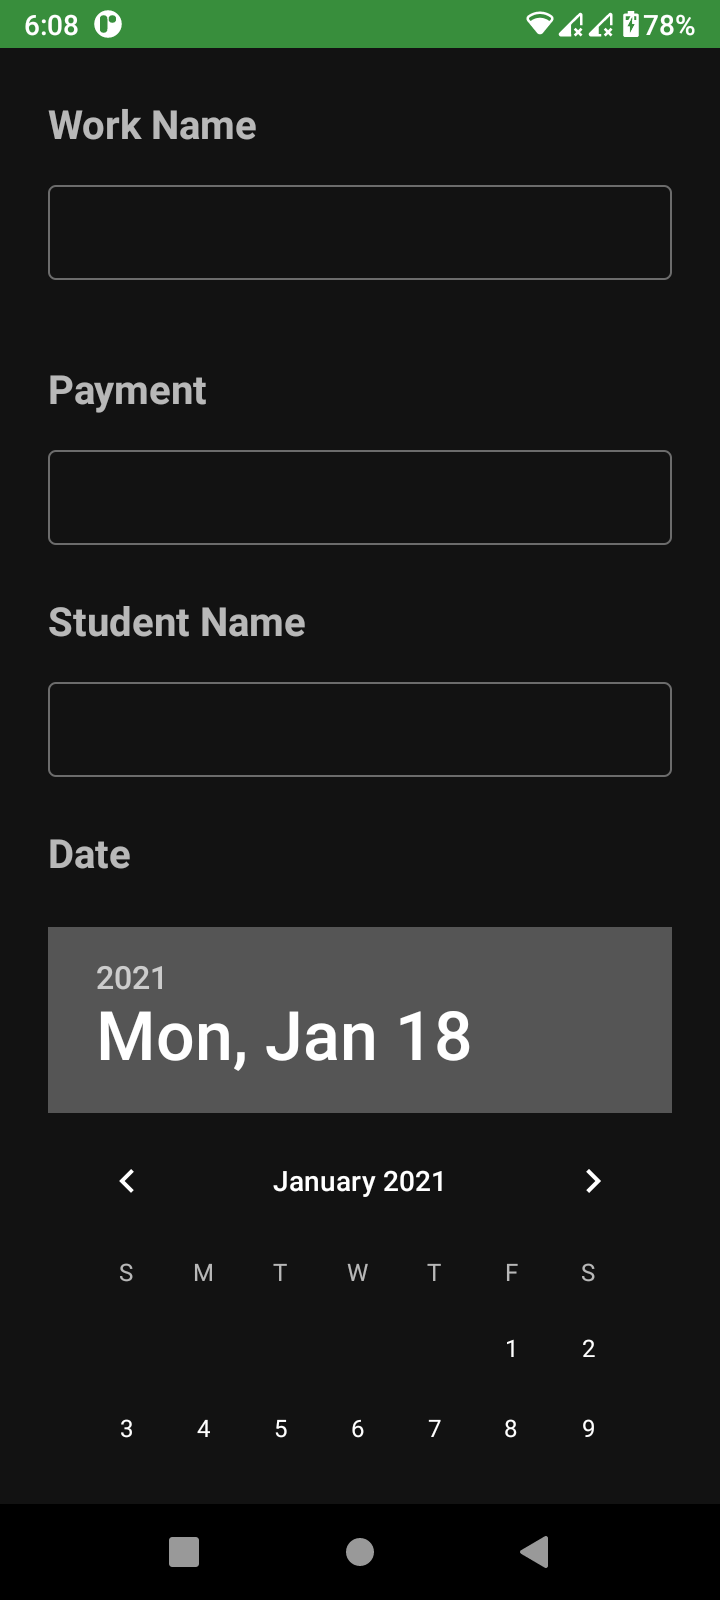 6:08 78%
Work Name
Payment
Student Name
Date
2021
Mon, Jan 18
January 2021
S M T W T F S
1 2
3 4 5 6 7 8 9